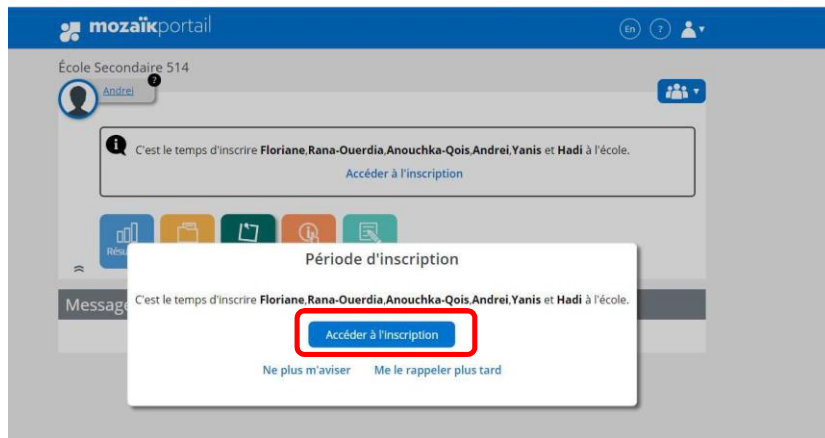 mozaïkportail
En ?
École Secondaire 514
?
Andrei
C'est le temps d'inscrire Floriane,Rana-Ouerdia,Anouchka-Qois,Andrei,Yanis et Hadi à l'école.
Accéder à l'inscription
Période d'inscription
C'est le temps d'inscrire Floriane,Rana-Ouerdia,Anouchka-Qois,Andrei,Yanis et Hadi à l'école.
Accéder à l'inscription
Ne plus m'aviser Me le rappeler plus tard